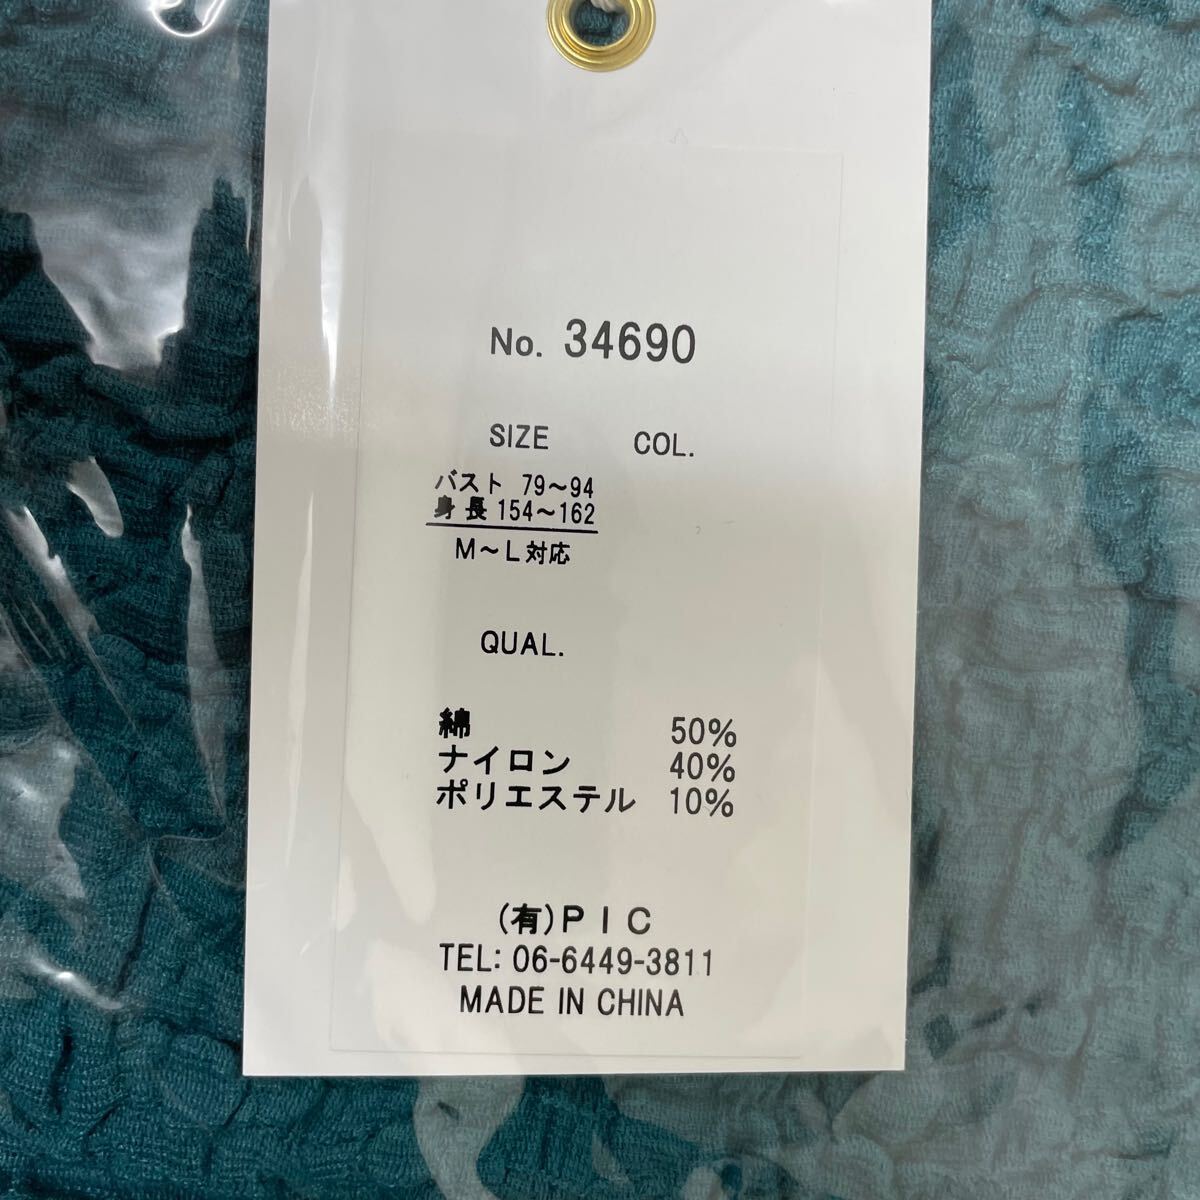 No. 34690
SIZE COL.
バスト 79～94
身長 154～162
M～L対応
QUAL.
綿 50%
ナイロン 40%
ポリエステル 10%
(有)PIC
TEL: 06-6449-3811
MADE IN CHINA